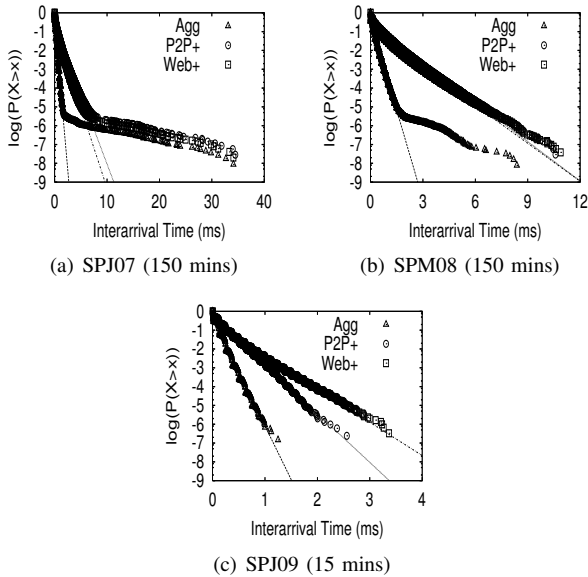 0
-1
-2
-3
-4
-5
-6
-7
-8
-9
log(P(X>x))
Agg
P2P+
Web+
0 10 20 30 40
Interarrival Time (ms)
(a) SPJ07 (150 mins)
0
-1
-2
-3
-4
-5
-6
-7
-8
-9
log(P(X>x))
Agg
P2P+
Web+
0 3 6 9 12
Interarrival Time (ms)
(b) SPM08 (150 mins)
0
-1
-2
-3
-4
-5
-6
-7
-8
-9
log(P(X>x))
Agg
P2P+
Web+
0 1 2 3 4
Interarrival Time (ms)
(c) SPJ09 (15 mins)